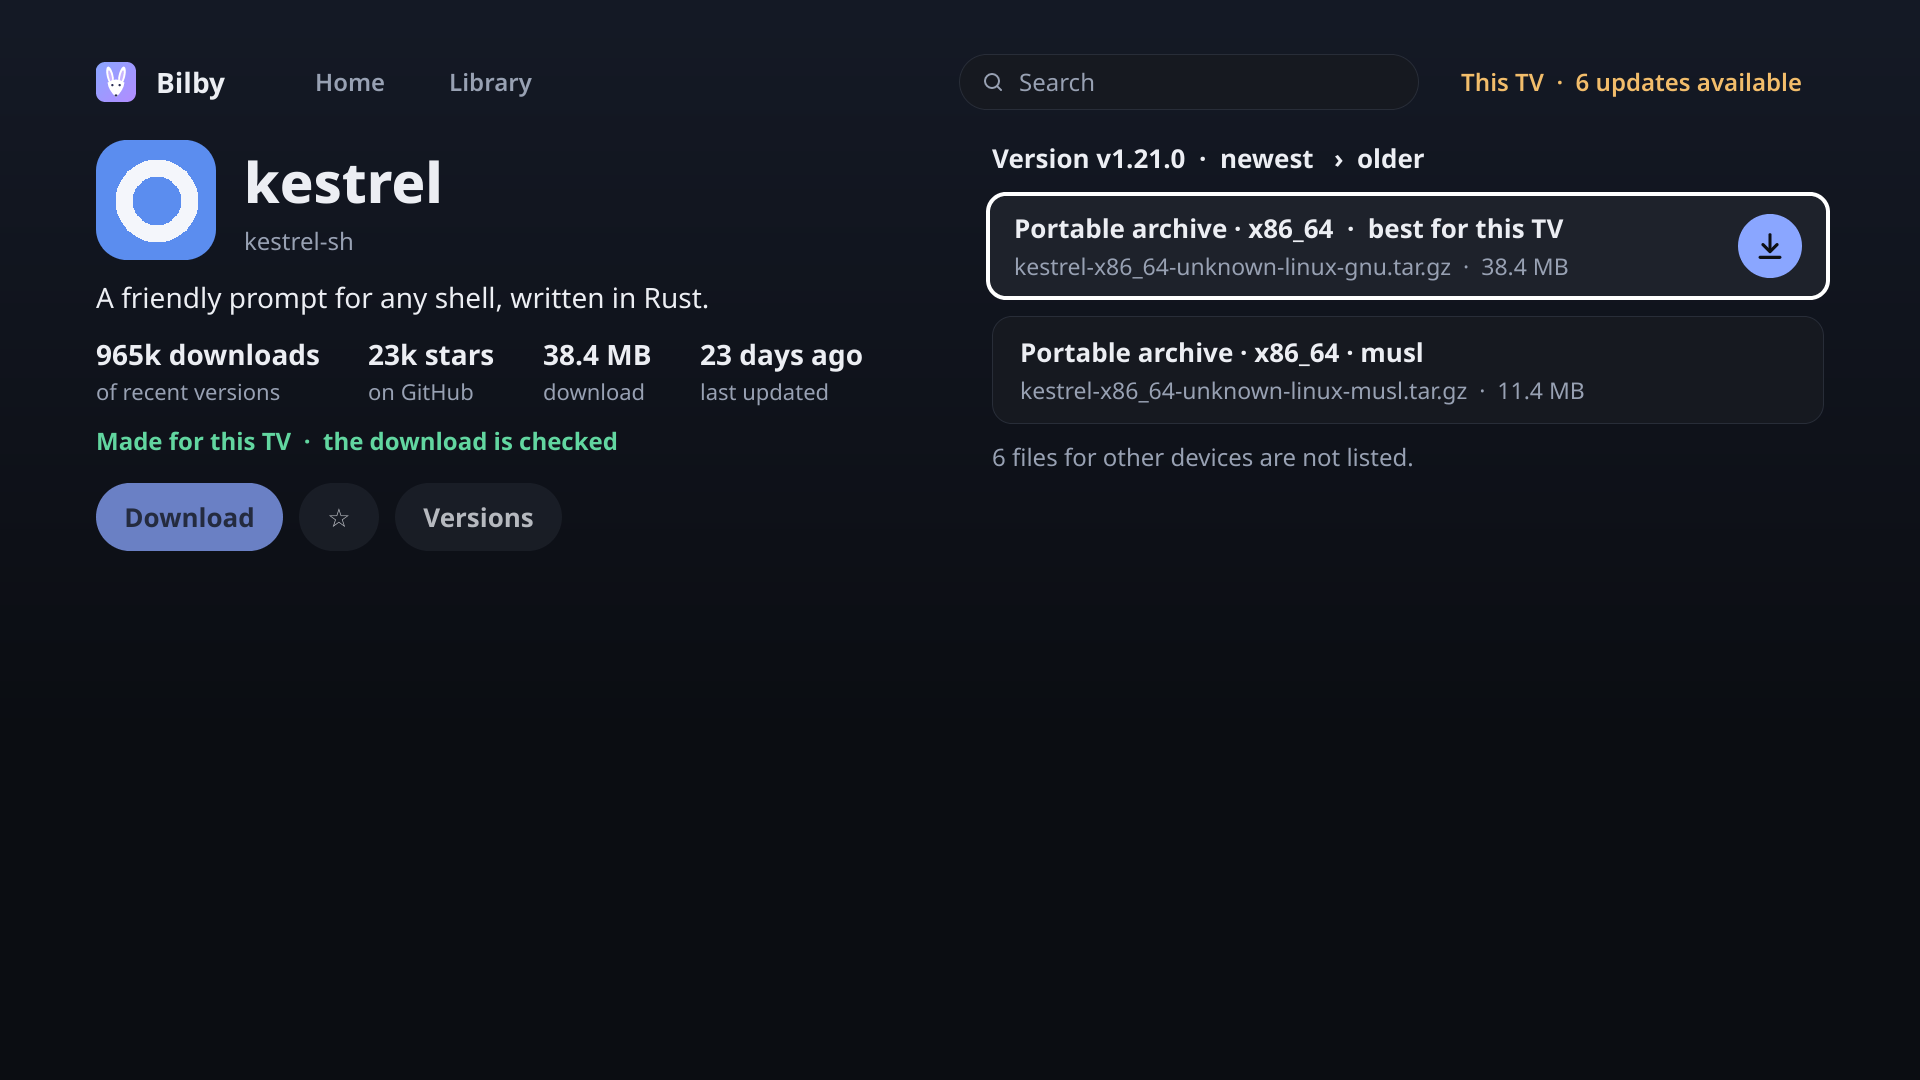 Bilby
Home
Library
Search
This TV · 6 updates available
kestrel
kestrel-sh
A friendly prompt for any shell, written in Rust.
965k downloads
of recent versions
23k stars
on GitHub
38.4 MB
download
23 days ago
last updated
Made for this TV · the download is checked
Download
☆
Versions
Version v1.21.0 · newest › older
Portable archive · x86_64 · best for this TV
kestrel-x86_64-unknown-linux-gnu.tar.gz · 38.4 MB
Portable archive · x86_64 · musl
kestrel-x86_64-unknown-linux-musl.tar.gz · 11.4 MB
6 files for other devices are not listed.